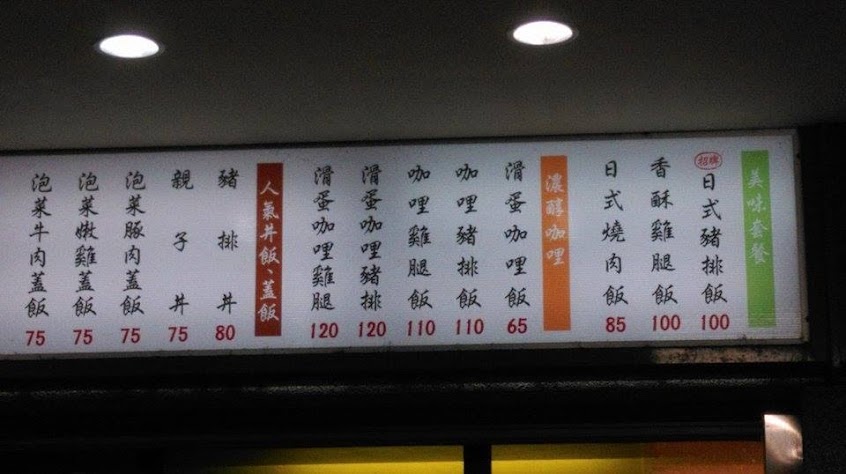 美味套餐
招牌
日式豬排飯
100
香酥雞腿飯
100
日式燒肉飯
85
濃醇咖哩
滑蛋咖哩飯
65
咖哩豬排飯
110
咖哩雞腿飯
110
滑蛋咖哩豬排
120
滑蛋咖哩雞腿
120
人氣丼飯、蓋飯
豬排丼
80
親子丼
75
泡菜豚肉蓋飯
75
泡菜嫩雞蓋飯
75
泡菜牛肉蓋飯
75